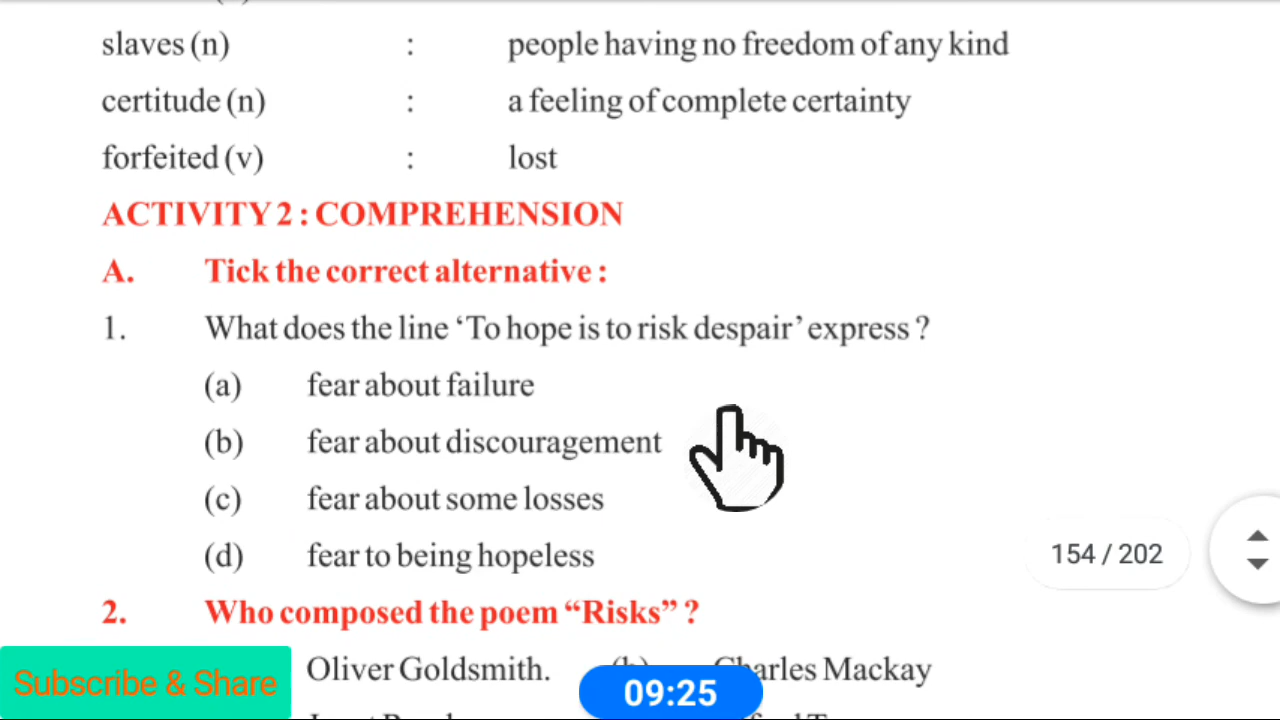 slaves (n) : people having no freedom of any kind
certitude (n) : a feeling of complete certainty
forfeited (v) : lost
ACTIVITY 2 : COMPREHENSION
A. Tick the correct alternative :
1. What does the line ‘To hope is to risk despair’ express ?
(a) fear about failure
(b) fear about discouragement
(c) fear about some losses
(d) fear to being hopeless
154 / 202
2. Who composed the poem “Risks” ?
Oliver Goldsmith. (b) Charles Mackay
Subscribe & Share
09:25